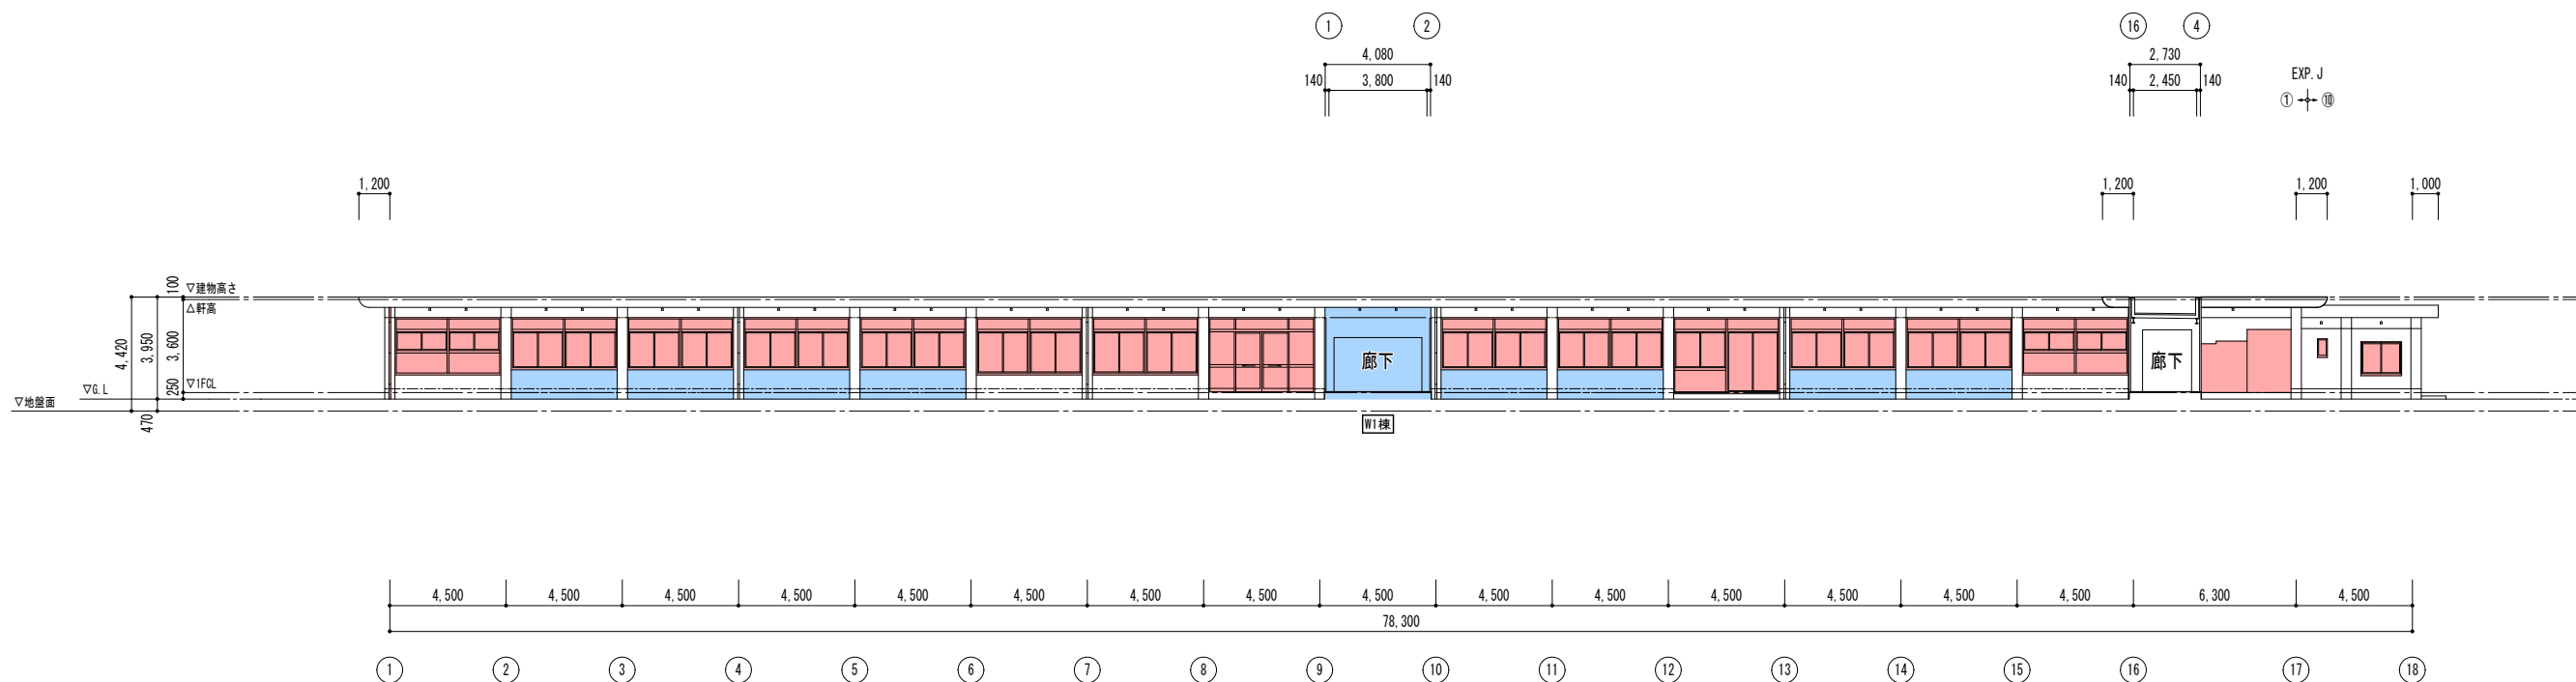 ① ② ⑯ ④
4,080 2,730
140 3,800 140 140 2,450 140
EXP.J
① ⑩
1,200 1,200 1,200 1,000
100
▽建物高さ
△軒高
4,420
3,950
3,600
250
470
▽1FCL
▽G.L
▽地盤面
廊下
廊下
W1棟
4,500 4,500 4,500 4,500 4,500 4,500 4,500 4,500 4,500 4,500 4,500 4,500 4,500 4,500 4,500 6,300 4,500
78,300
① ② ③ ④ ⑤ ⑥ ⑦ ⑧ ⑨ ⑩ ⑪ ⑫ ⑬ ⑭ ⑮ ⑯ ⑰ ⑱